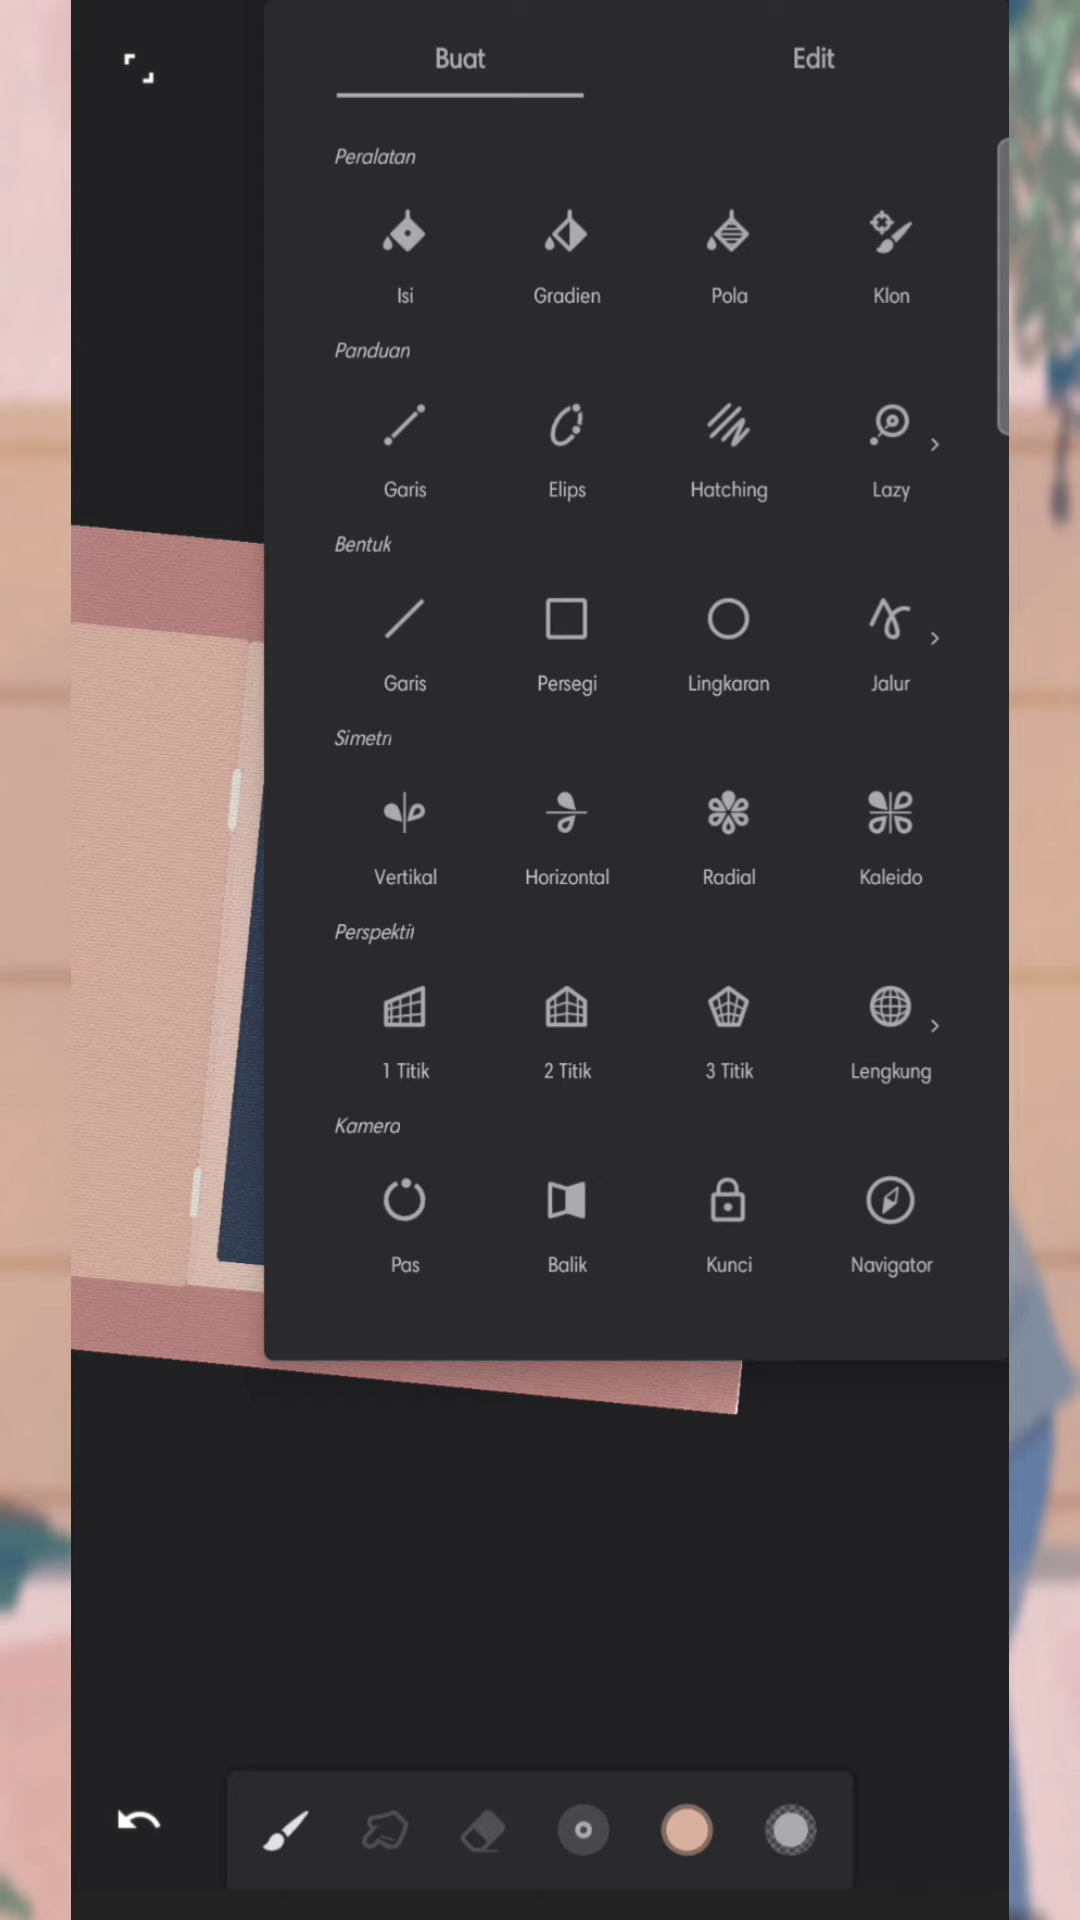 Buat Edit
Peralatan
Isi Gradien Pola Klon
Panduan
Garis Elips Hatching Lazy
Bentuk
Garis Persegi Lingkaran Jalur
Simetri
Vertikal Horizontal Radial Kaleido
Perspektif
1 Titik 2 Titik 3 Titik Lengkung
Kamera
Pas Balik Kunci Navigator